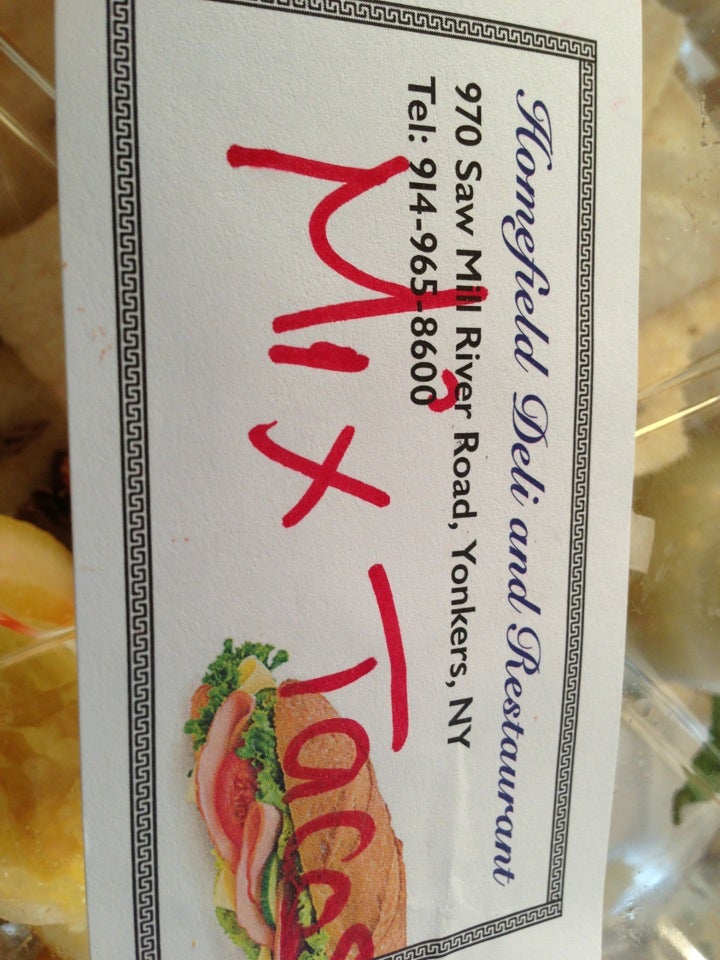 Homefield Deli and Restaurant
970 Saw Mill River Road, Yonkers, NY
Tel: 914-965-8600
Mix Tacos